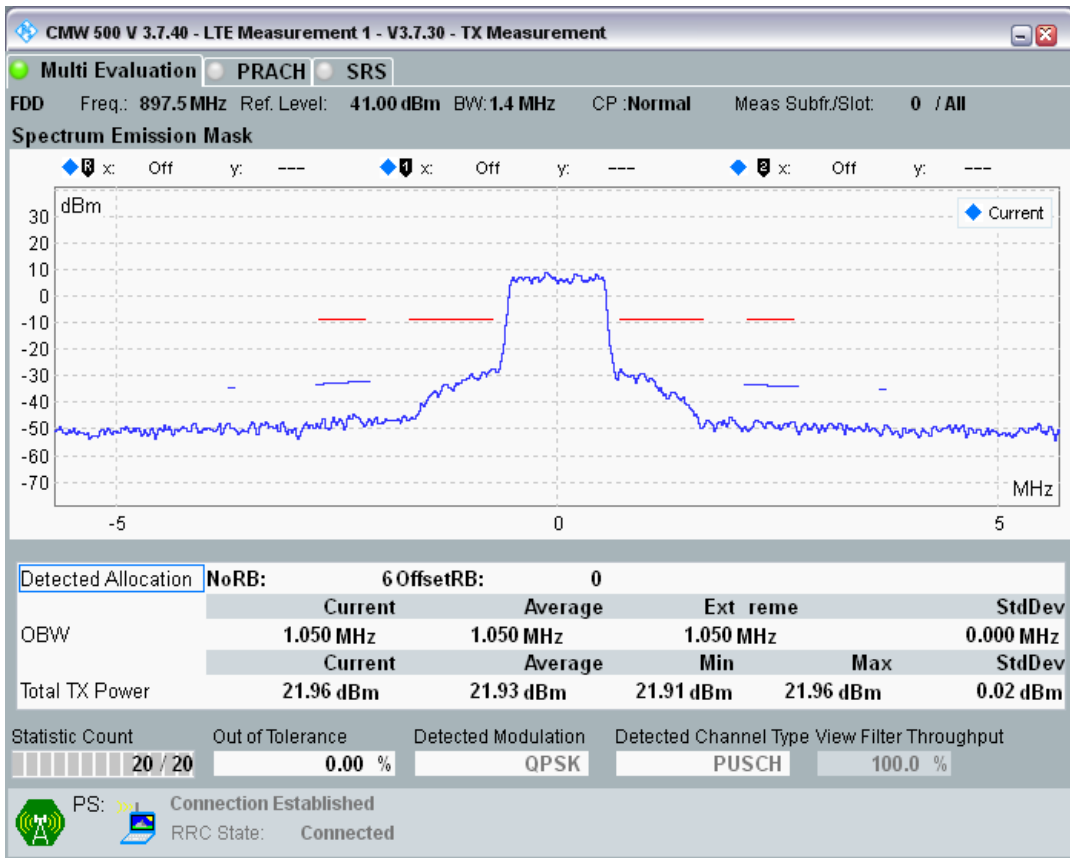 CMW 500 V 3.7.40 - LTE Measurement 1 - V3.7.30 - TX Measurement
Multi Evaluation PRACH SRS
FDD Freq.: 897.5 MHz Ref. Level: 41.00 dBm BW: 1.4 MHz CP :Normal Meas Subfr./Slot: 0 / All
Spectrum Emission Mask
R x: Off y: --- 1 x: Off y: --- 2 x: Off y: ---
dBm
Current
30
20
10
0
-10
-20
-30
-40
-50
-60
-70
MHz
-5 0 5
Detected Allocation NoRB: 6 OffsetRB: 0
Current Average Ext reme StdDev
OBW 1.050 MHz 1.050 MHz 1.050 MHz 0.000 MHz
Current Average Min Max StdDev
Total TX Power 21.96 dBm 21.93 dBm 21.91 dBm 21.96 dBm 0.02 dBm
Statistic Count Out of Tolerance Detected Modulation Detected Channel Type View Filter Throughput
20 / 20 0.00 % QPSK PUSCH 100.0 %
PS: Connection Established
RRC State: Connected